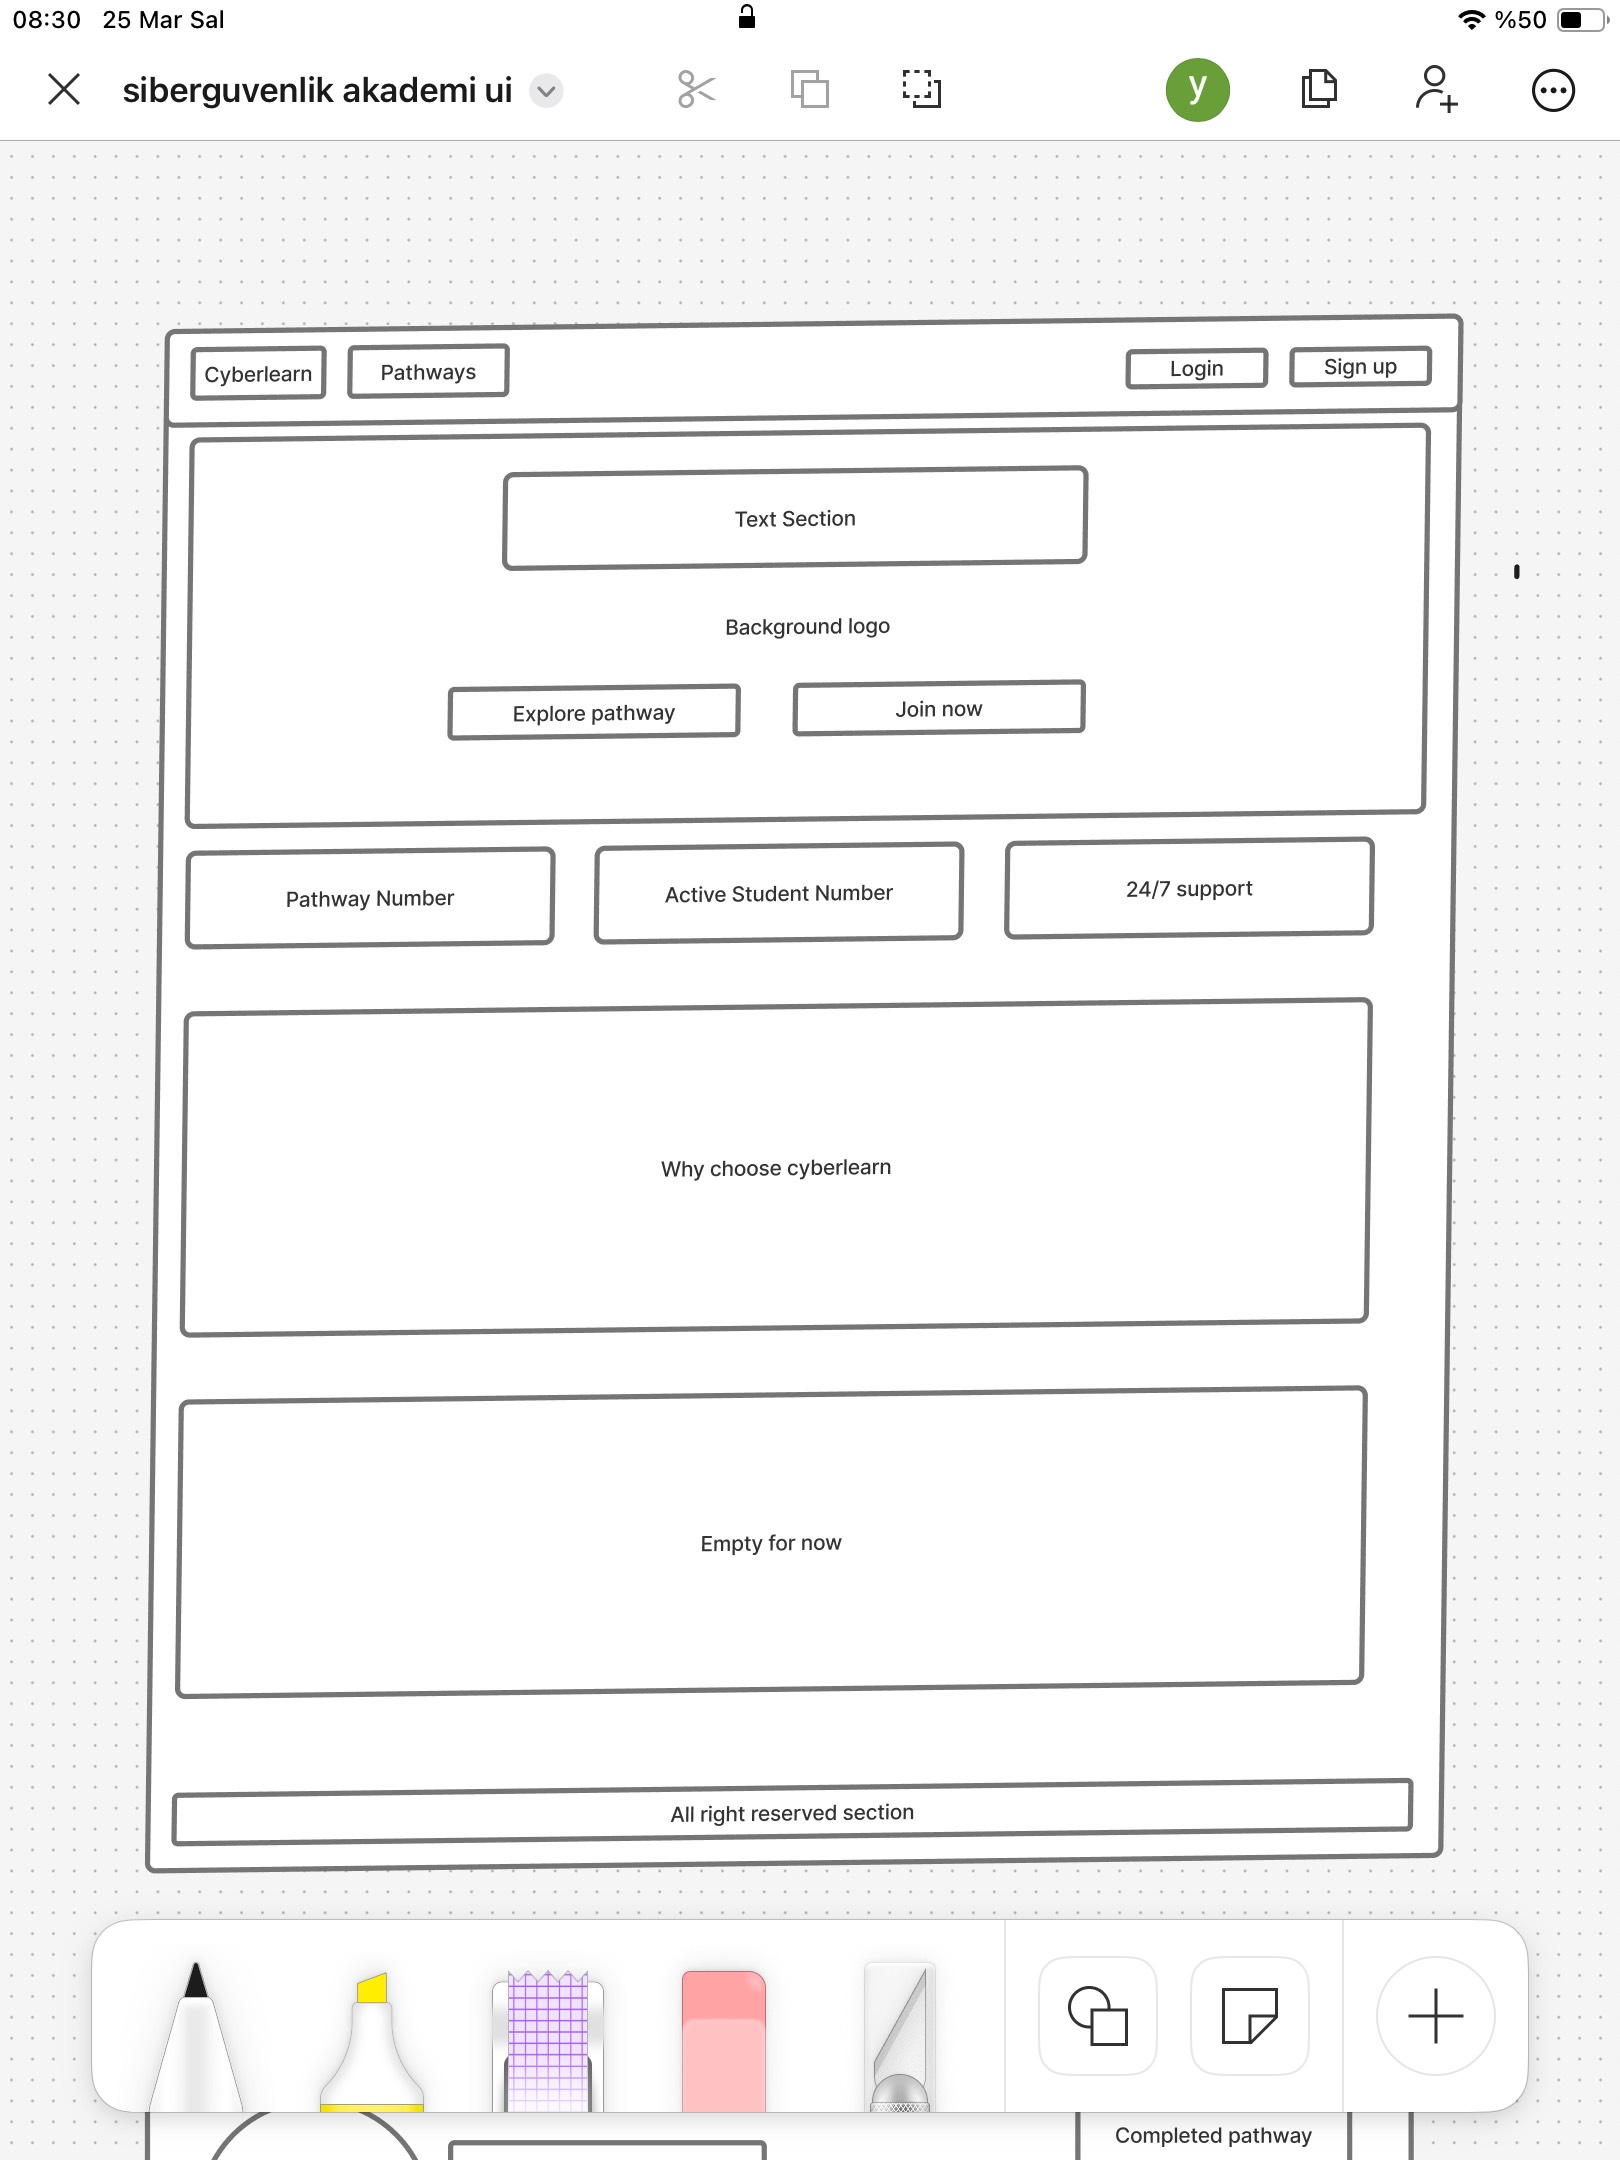 08:30 25 Mar Sal %50
siberguvenlik akademi ui y
Cyberlearn Pathways Login Sign up
Text Section
Background logo
Explore pathway Join now
Pathway Number Active Student Number 24/7 support
Why choose cyberlearn
Empty for now
All right reserved section
Completed pathway